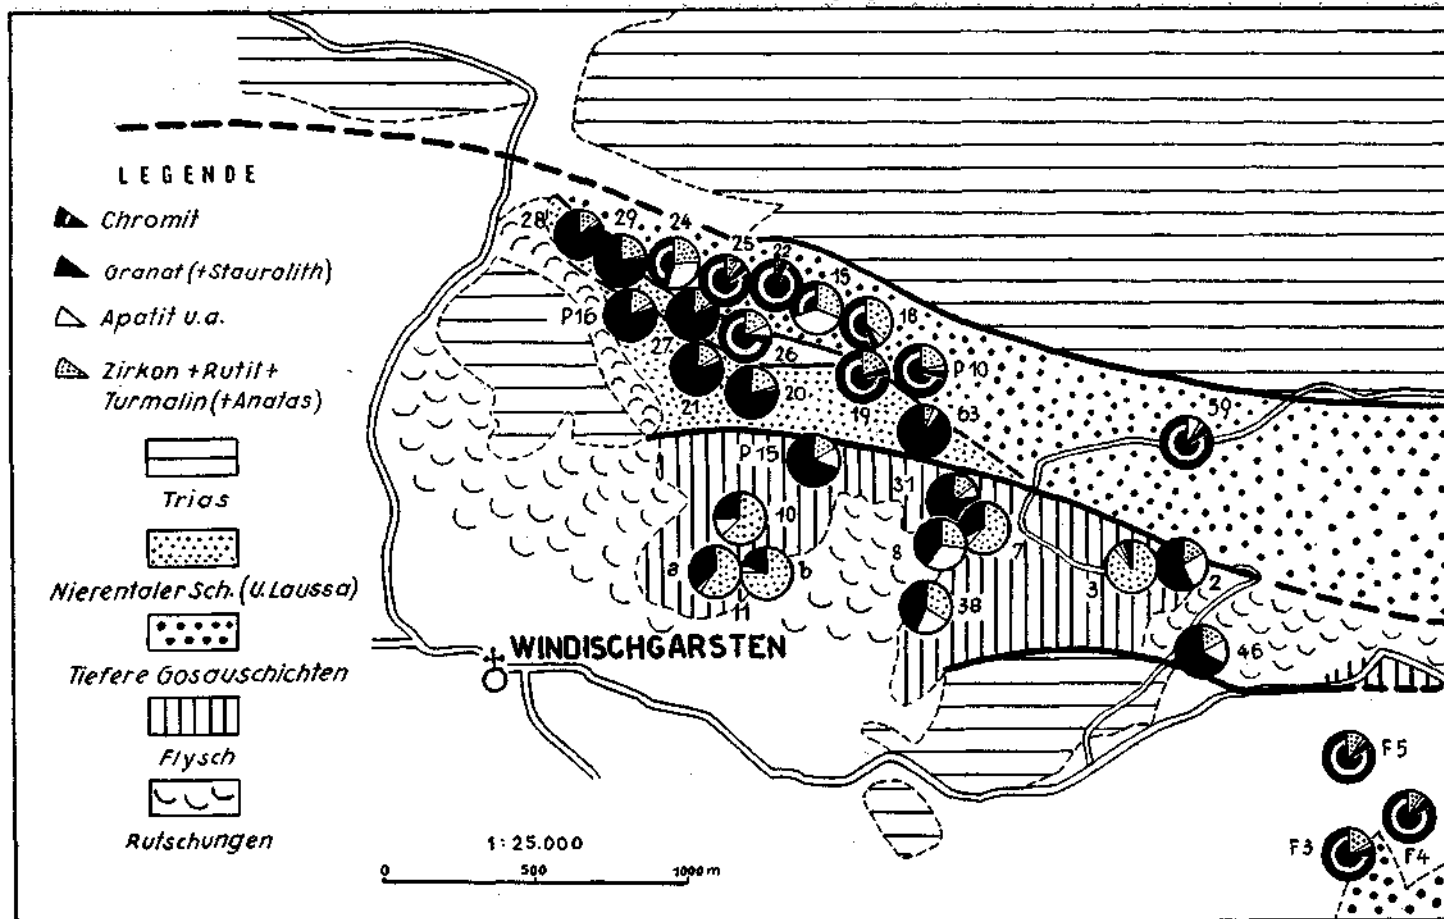 LEGENDE
Chromit
Granat (+Staurolith)
Apatit u.a.
Zirkon + Rutil +
Turmalin (+Anatas)
Trias
Nierentaler Sch. (U. Laussa)
Tiefere Gosauschichten
Flysch
Rutschungen
28
29
24
25
22
15
18
P16
27
26
P10
21
20
19
63
59
P15
31
10
8
7
3
2
a
b
11
38
46
WINDISCHGARSTEN
F5
F3
F4
1:25.000
0
500
1000 m